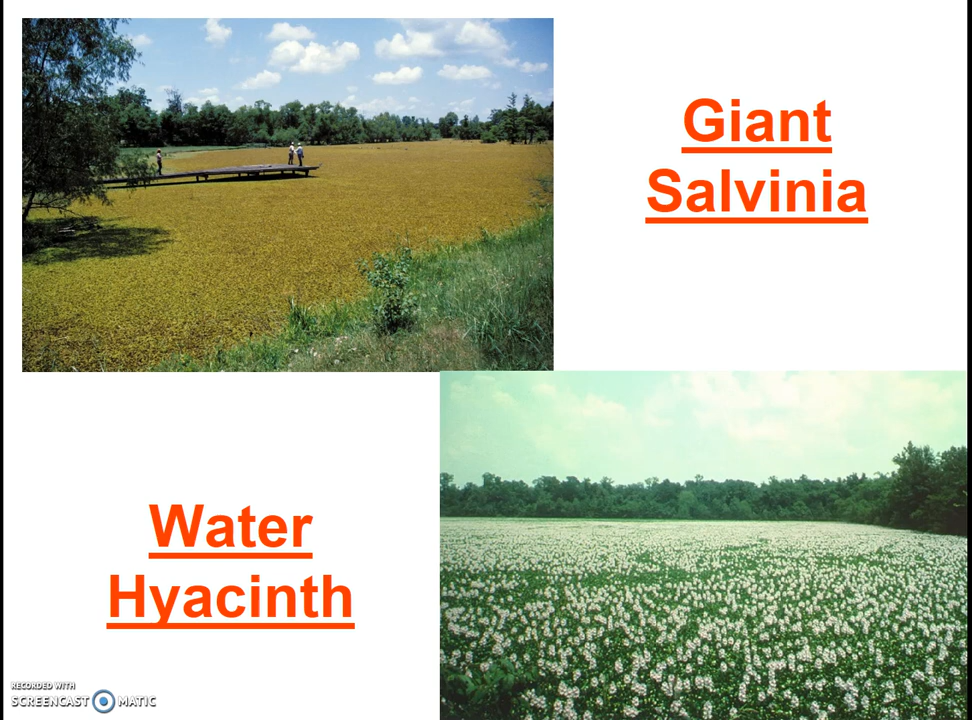 Giant
Salvinia
Water
Hyacinth
RECORDED WITH
SCREENCAST MATIC